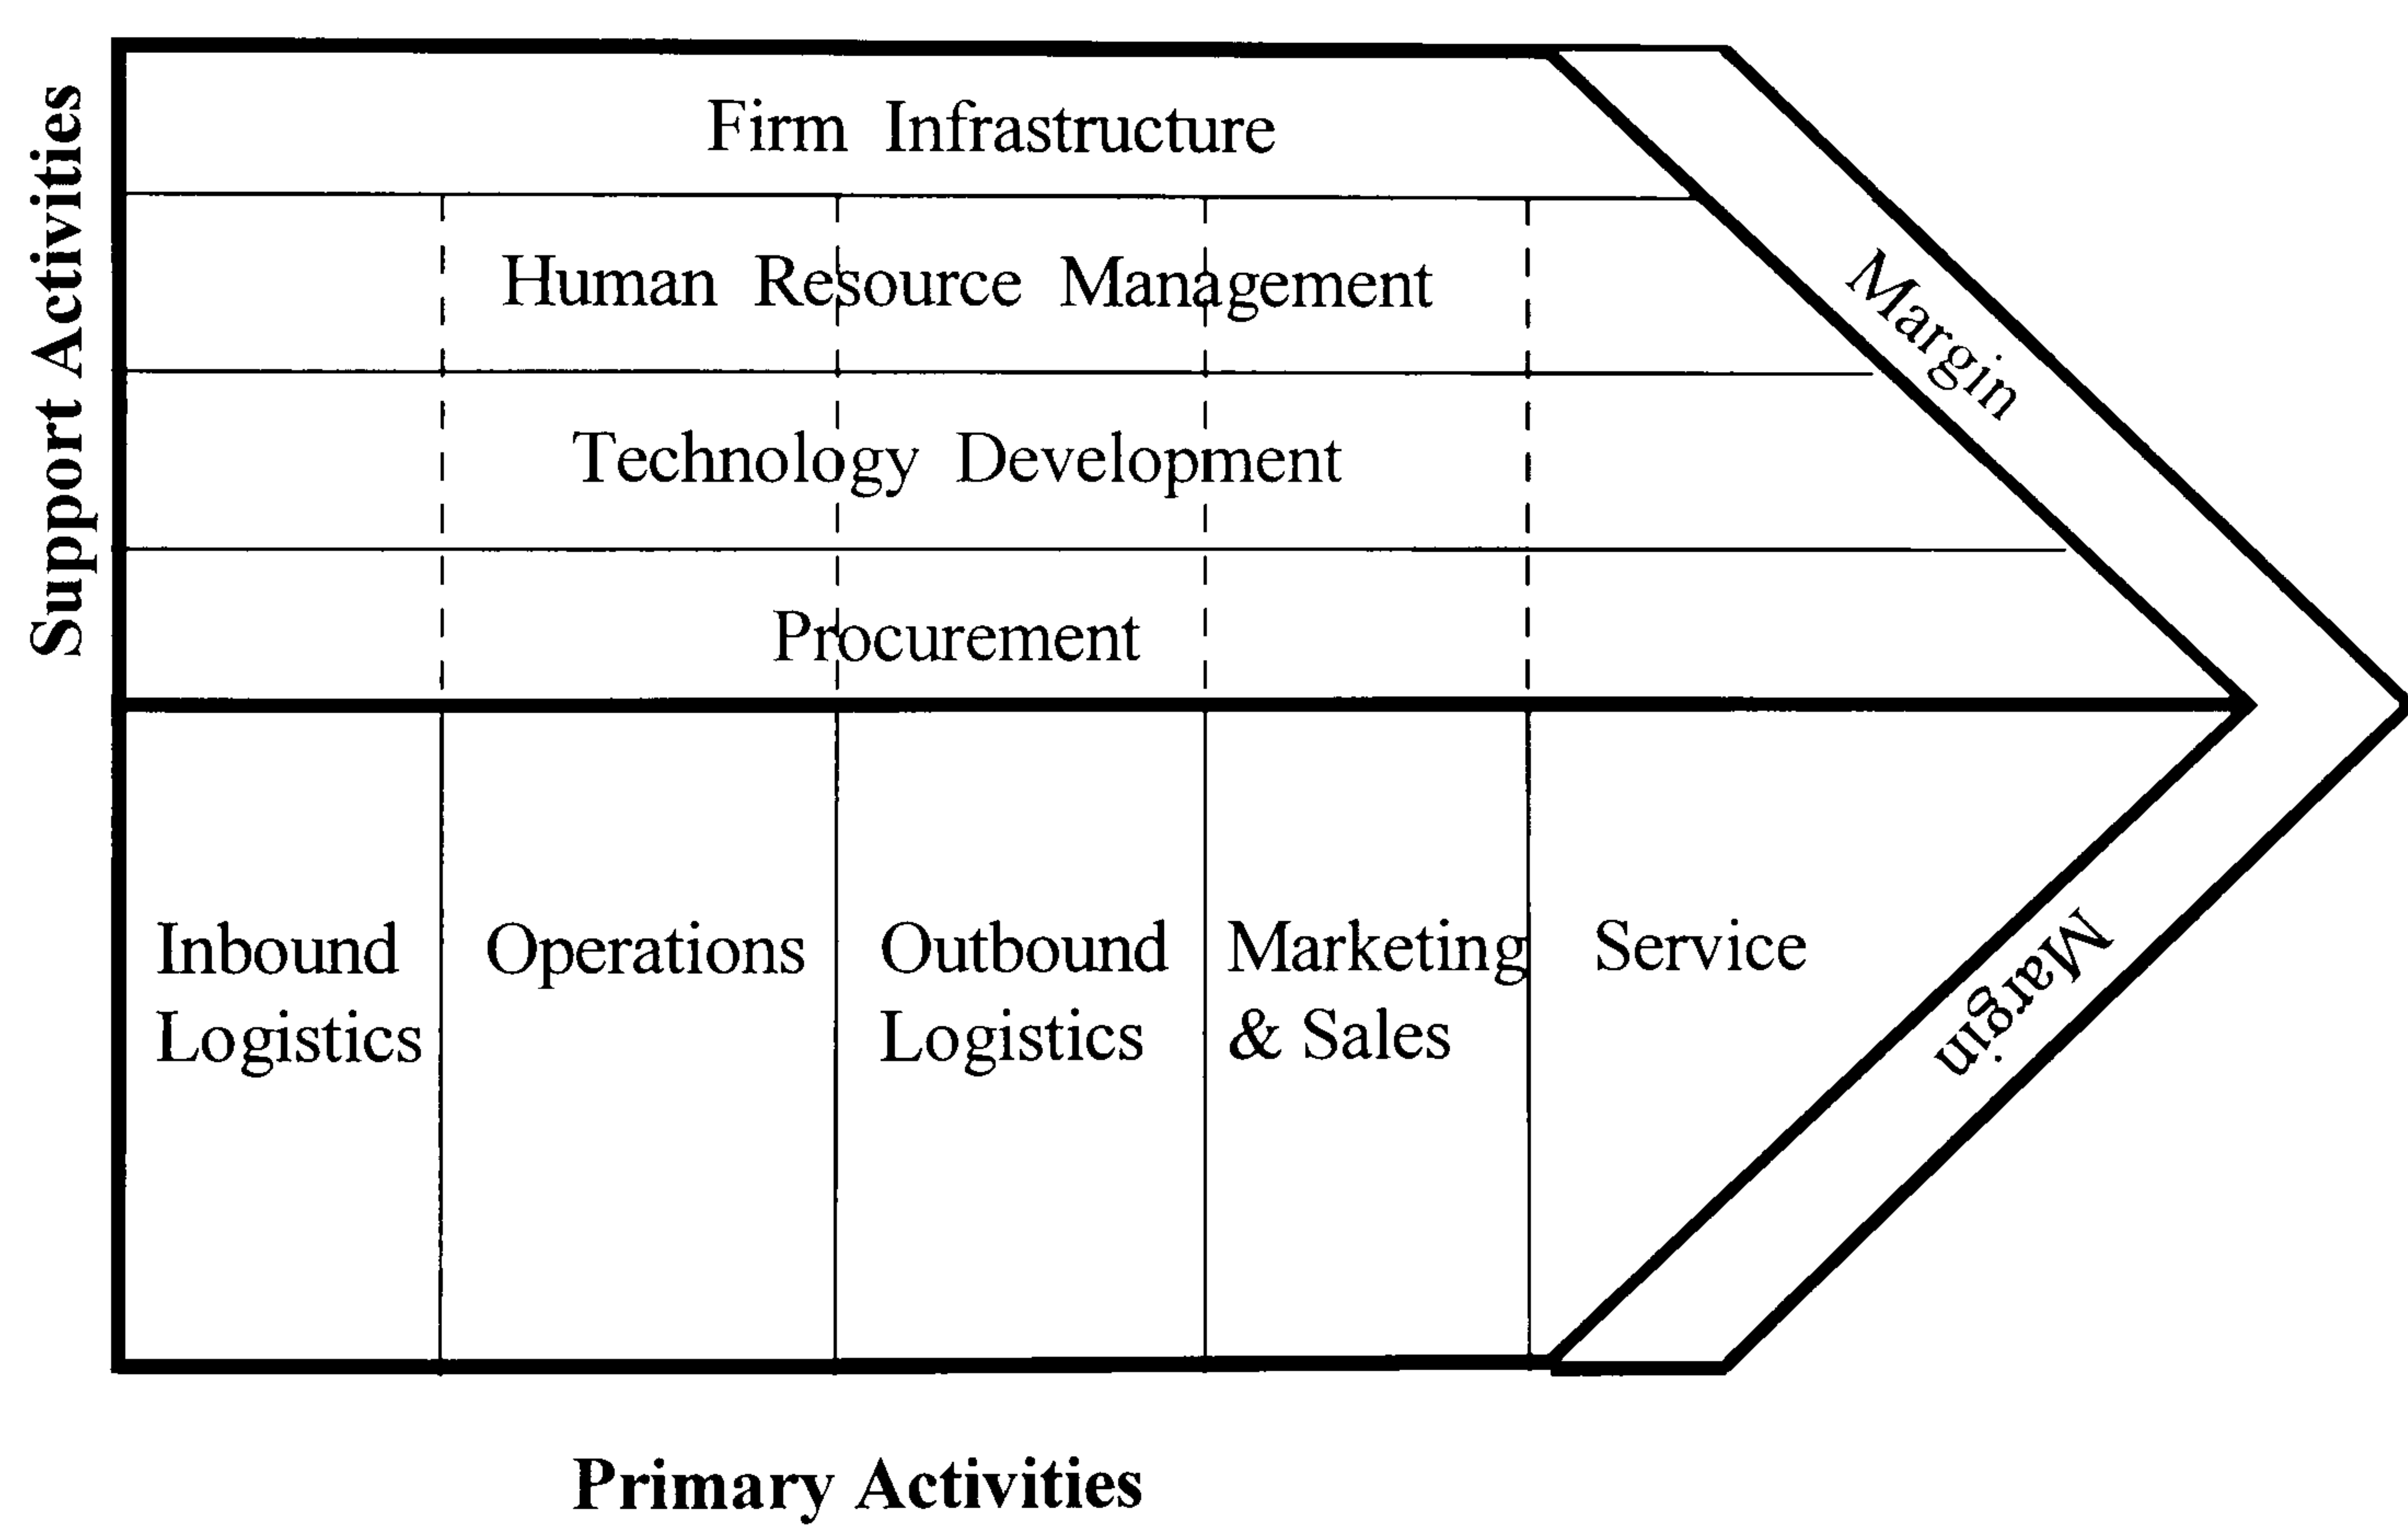 Support Activities
Firm Infrastructure
Human Resource Management
Technology Development
Procurement
Margin
Inbound
Logistics
Operations
Outbound
Logistics
Marketing
& Sales
Service
Margin
Primary Activities